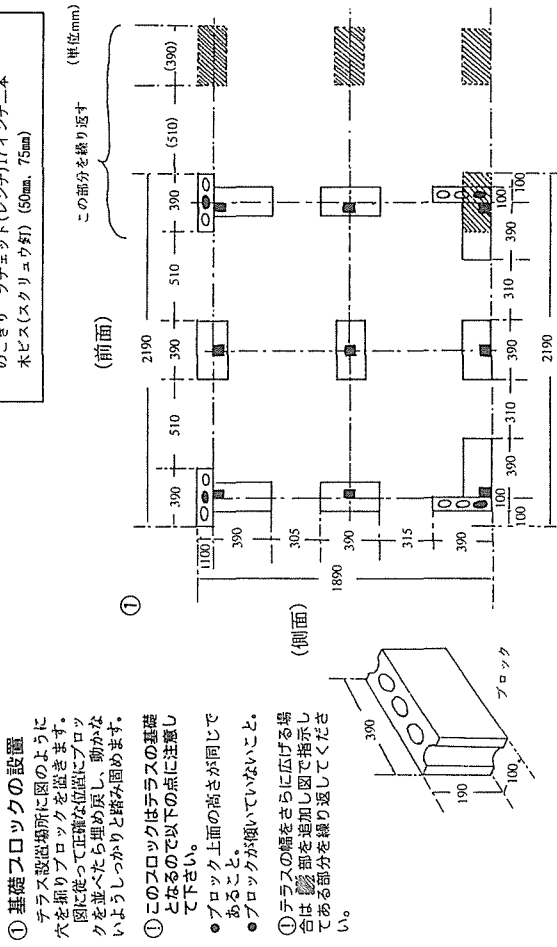 のこぎり ラチェット(レンチ)17インチ二本
木ビス(スクリュウ釘) (50mm、75mm)
① 基礎ブロックの設置
テラス設置場所に図のように
穴を掘りブロックを置きます。
図に従って正確な位置にブロッ
クを並べたら埋め戻し、動かな
いようしっかりと踏み固めます。
! このブロックはテラスの基礎
となるので以下の点に注意し
て下さい。
●ブロック上面の高さが同じで
あること。
●ブロックが傾いていないこと。
! テラスの幅をさらに広げる場
合は 部を追加し図で指示し
てある部分を繰り返してくださ
い。
①
(前面)
(単位mm)
この部分を繰り返す
2190
390
510
390
510
390
(510)
(390)
(側面)
1890
1100
390
305
390
315
390
100
100
390
310
390
310
390
100
100
2190
390
190
100
ブロック